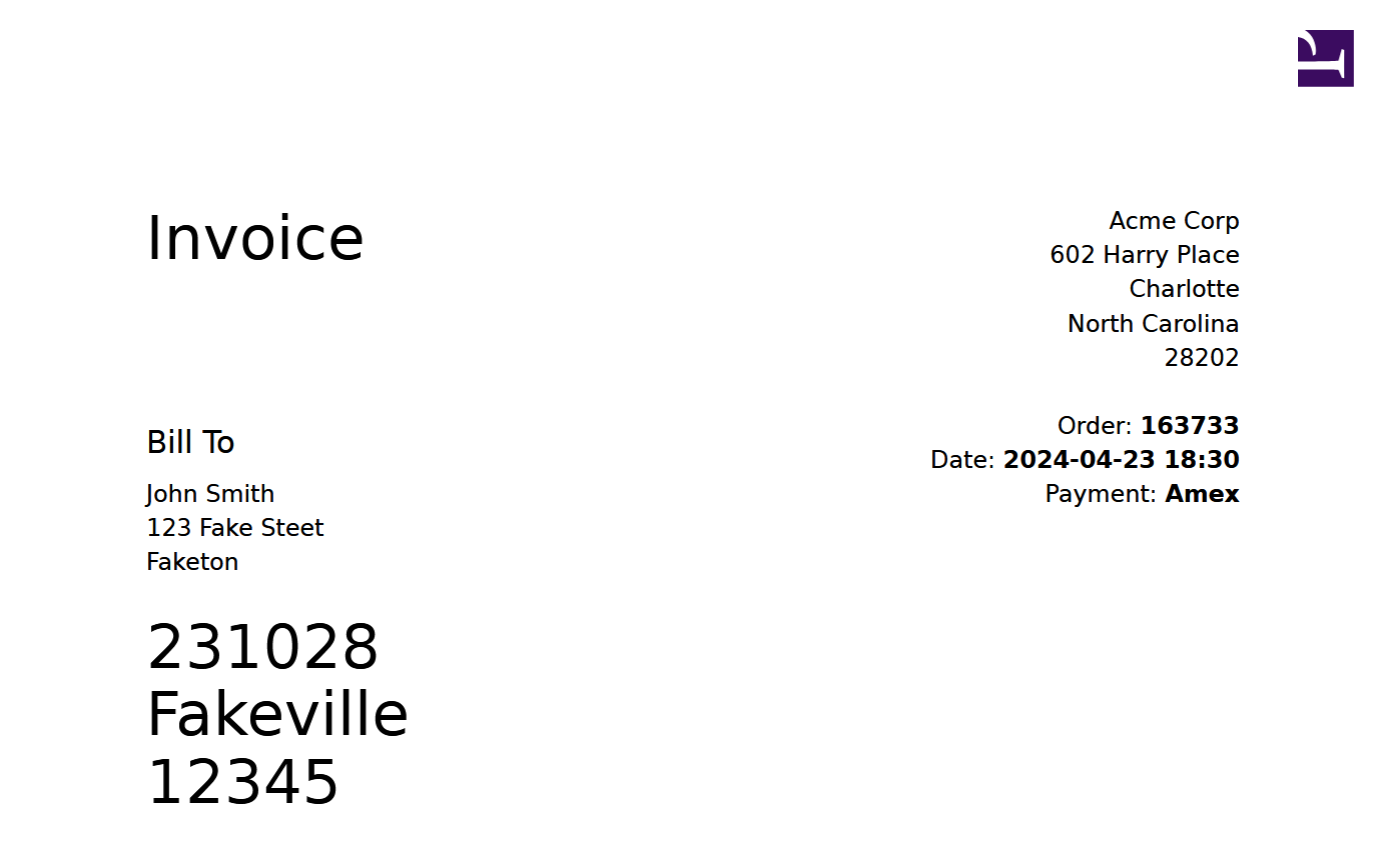 Invoice
Acme Corp
602 Harry Place
Charlotte
North Carolina
28202
Order: 163733
Date: 2024-04-23 18:30
Payment: Amex
Bill To
John Smith
123 Fake Steet
Faketon
231028
Fakeville
12345